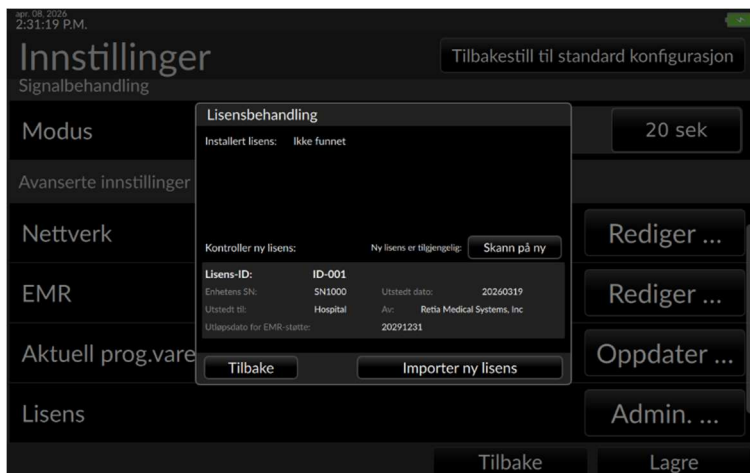 apr. 08, 2026
2:31:19 P.M.
Innstillinger
Tilbakestill til standard konfigurasjon
Signalbehandling
Modus
20 sek
Avanserte innstillinger
Nettverk
Rediger ...
EMR
Rediger ...
Aktuell prog.vare
Oppdater ...
Lisens
Admin. ...
Tilbake
Lagre
Lisensbehandling
Installert lisens: Ikke funnet
Kontroller ny lisens: Ny lisens er tilgjengelig: Skann på ny
Lisens-ID: ID-001
Enhetens SN: SN1000 Utstedt dato: 20260319
Utstedt til: Hospital Av: Retia Medical Systems, Inc
Utløpsdato for EMR-støtte: 20291231
Tilbake
Importer ny lisens